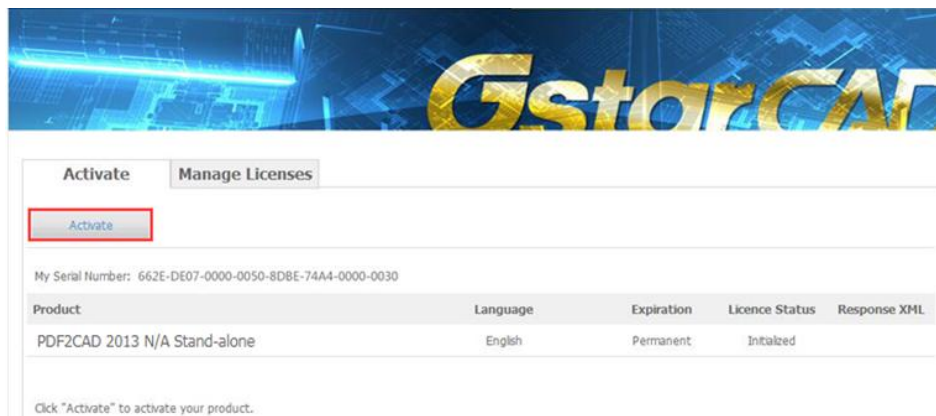 GstarCAD
Activate Manage Licenses
Activate
My Serial Number: 662E-DE07-0000-0050-8DBE-74A4-0000-0030
Product Language Expiration Licence Status Response XML
PDF2CAD 2013 N/A Stand-alone English Permanent Initialized
Click "Activate" to activate your product.